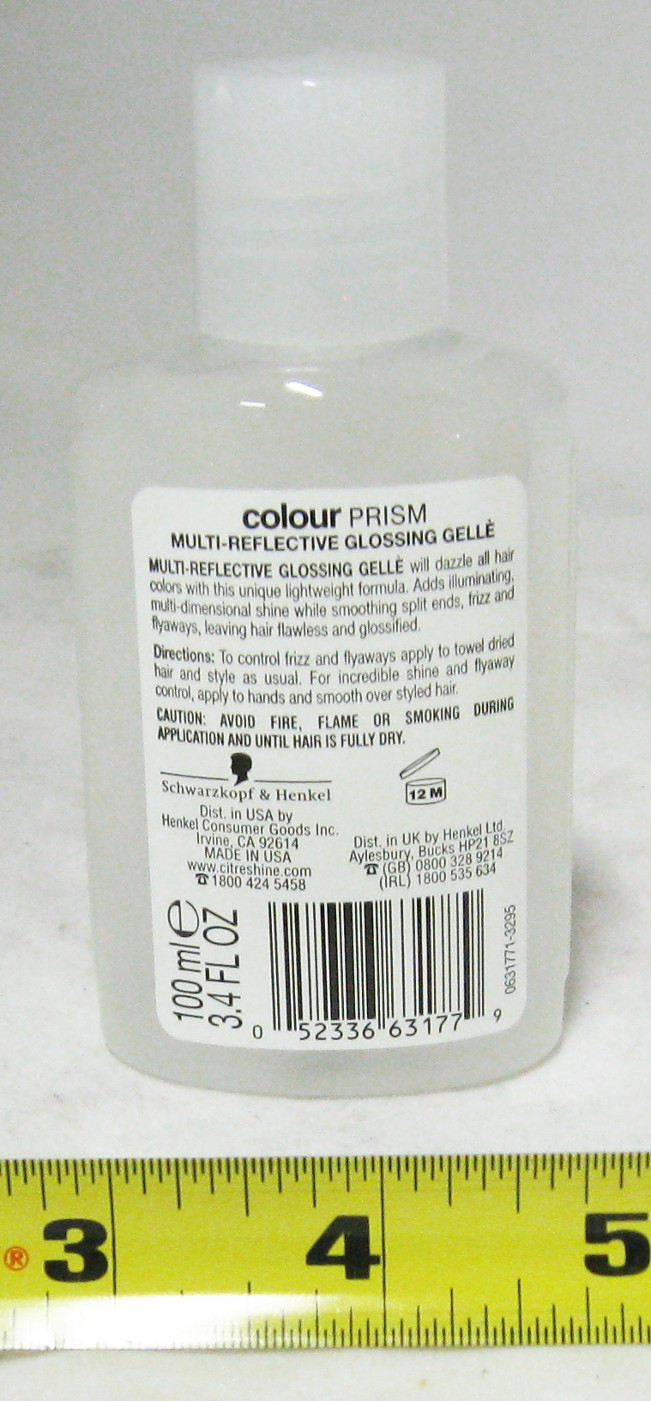 colour PRISM
MULTI-REFLECTIVE GLOSSING GELLÈ
MULTI-REFLECTIVE GLOSSING GELLÈ will dazzle all hair
colors with this unique lightweight formula. Adds illuminating,
multi-dimensional shine while smoothing split ends, frizz and
flyaways, leaving hair flawless and glossified.
Directions: To control frizz and flyaways apply to towel dried
hair and style as usual. For incredible shine and flyaway
control, apply to hands and smooth over styled hair.
CAUTION: AVOID FIRE, FLAME OR SMOKING DURING
APPLICATION AND UNTIL HAIR IS FULLY DRY.
Schwarzkopf & Henkel
12 M
Dist. in USA by
Henkel Consumer Goods Inc.
Irvine, CA 92614
MADE IN USA
www.citreshine.com
☎1800 424 5458
Dist. in UK by Henkel Ltd.
Aylesbury, Bucks HP21 8SZ
☎ (GB) 0800 328 9214
(IRL) 1800 535 634
100 ml ℮
3.4 FL OZ
0 52336 63177 9
0631771-3295
® 3 4 5